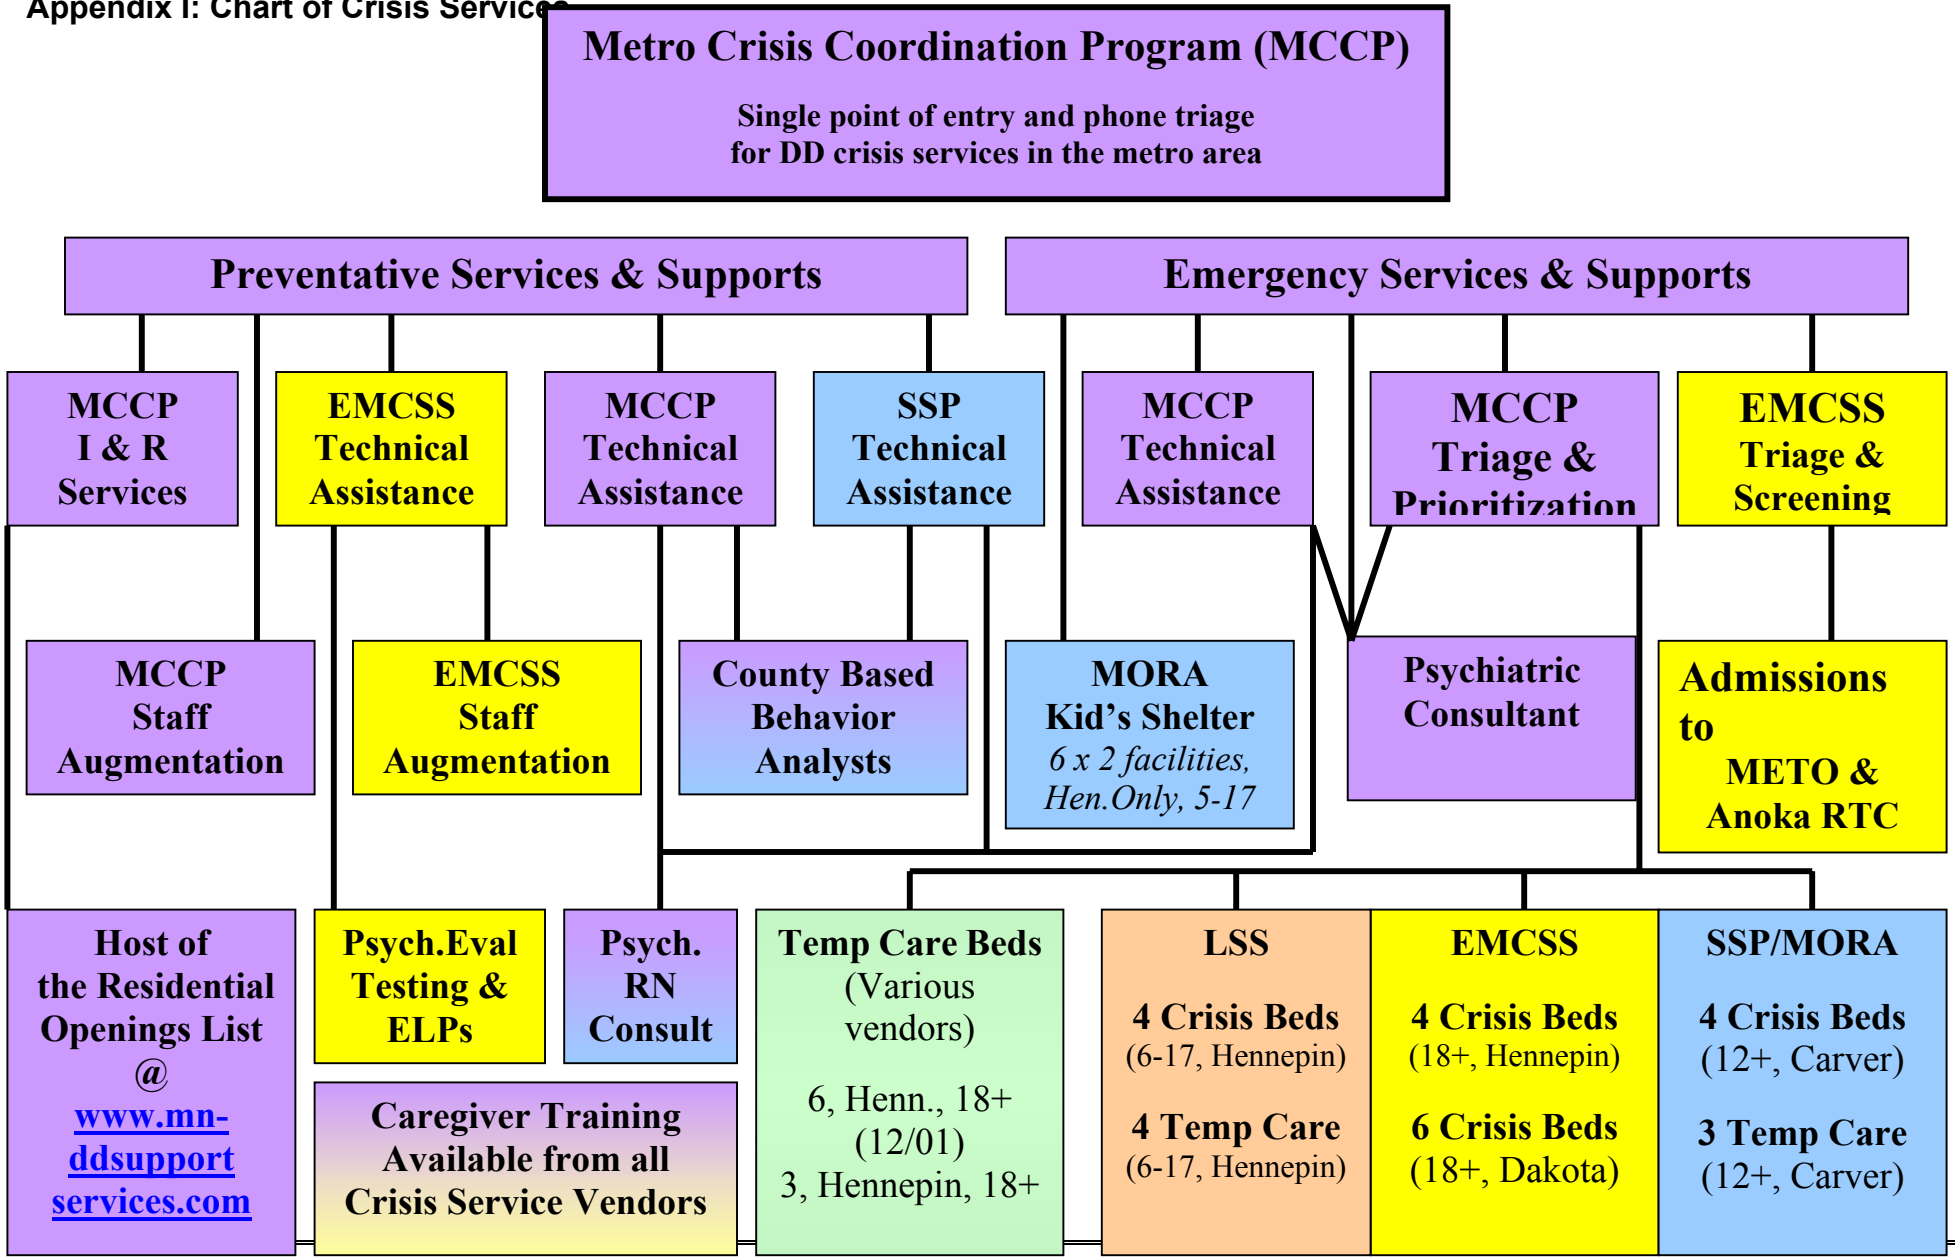 Appendix I: Chart of Crisis Services
Metro Crisis Coordination Program (MCCP)
Single point of entry and phone triage
for DD crisis services in the metro area
Preventative Services & Supports
Emergency Services & Supports
MCCP
I & R
Services
EMCSS
Technical
Assistance
MCCP
Technical
Assistance
SSP
Technical
Assistance
MCCP
Technical
Assistance
MCCP
Triage &
Prioritization
EMCSS
Triage &
Screening
MCCP
Staff
Augmentation
EMCSS
Staff
Augmentation
County Based
Behavior
Analysts
MORA
Kid's Shelter
6 x 2 facilities,
Hen.Only, 5-17
Psychiatric
Consultant
Admissions
to
METO &
Anoka RTC
Host of
the Residential
Openings List
@
www.mn-
ddsupport
services.com
Psych.Eval
Testing &
ELPs
Psych.
RN
Consult
Caregiver Training
Available from all
Crisis Service Vendors
Temp Care Beds
(Various
vendors)
6, Henn., 18+
(12/01)
3, Hennepin, 18+
LSS
4 Crisis Beds
(6-17, Hennepin)
4 Temp Care
(6-17, Hennepin)
EMCSS
4 Crisis Beds
(18+, Hennepin)
6 Crisis Beds
(18+, Dakota)
SSP/MORA
4 Crisis Beds
(12+, Carver)
3 Temp Care
(12+, Carver)